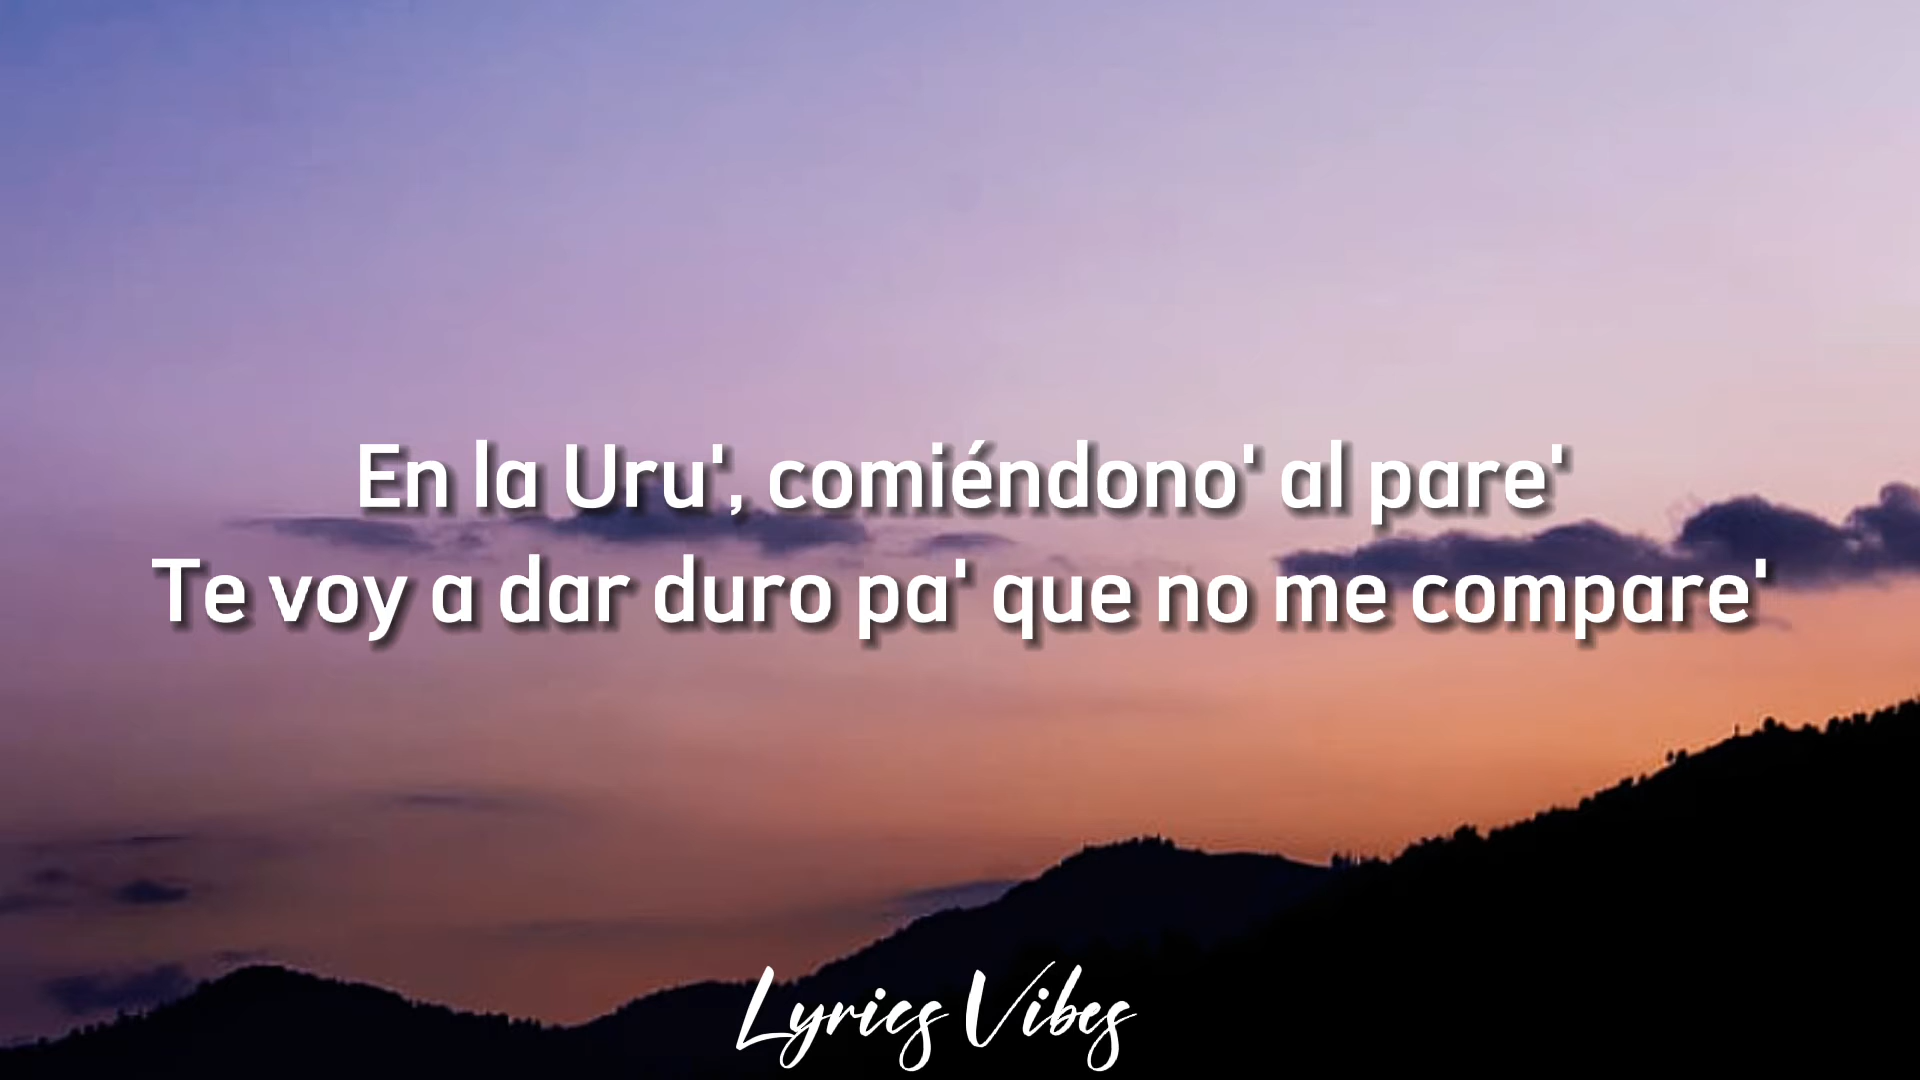 En la Uru', comiéndono' al pare'
Te voy a dar duro pa' que no me compare'
Lyrics Vibes